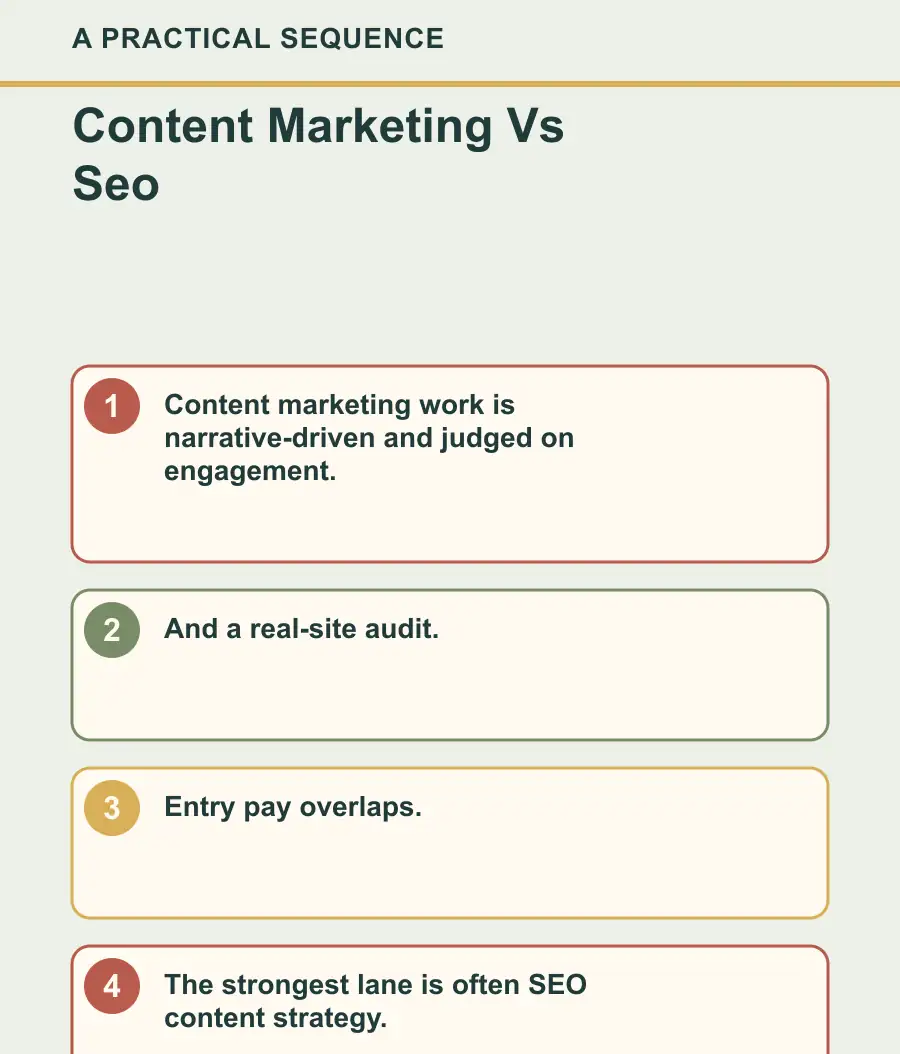 A PRACTICAL SEQUENCE
Content Marketing Vs
Seo
1
Content marketing work is
narrative-driven and judged on
engagement.
2
And a real-site audit.
3
Entry pay overlaps.
4
The strongest lane is often SEO
content strategy.